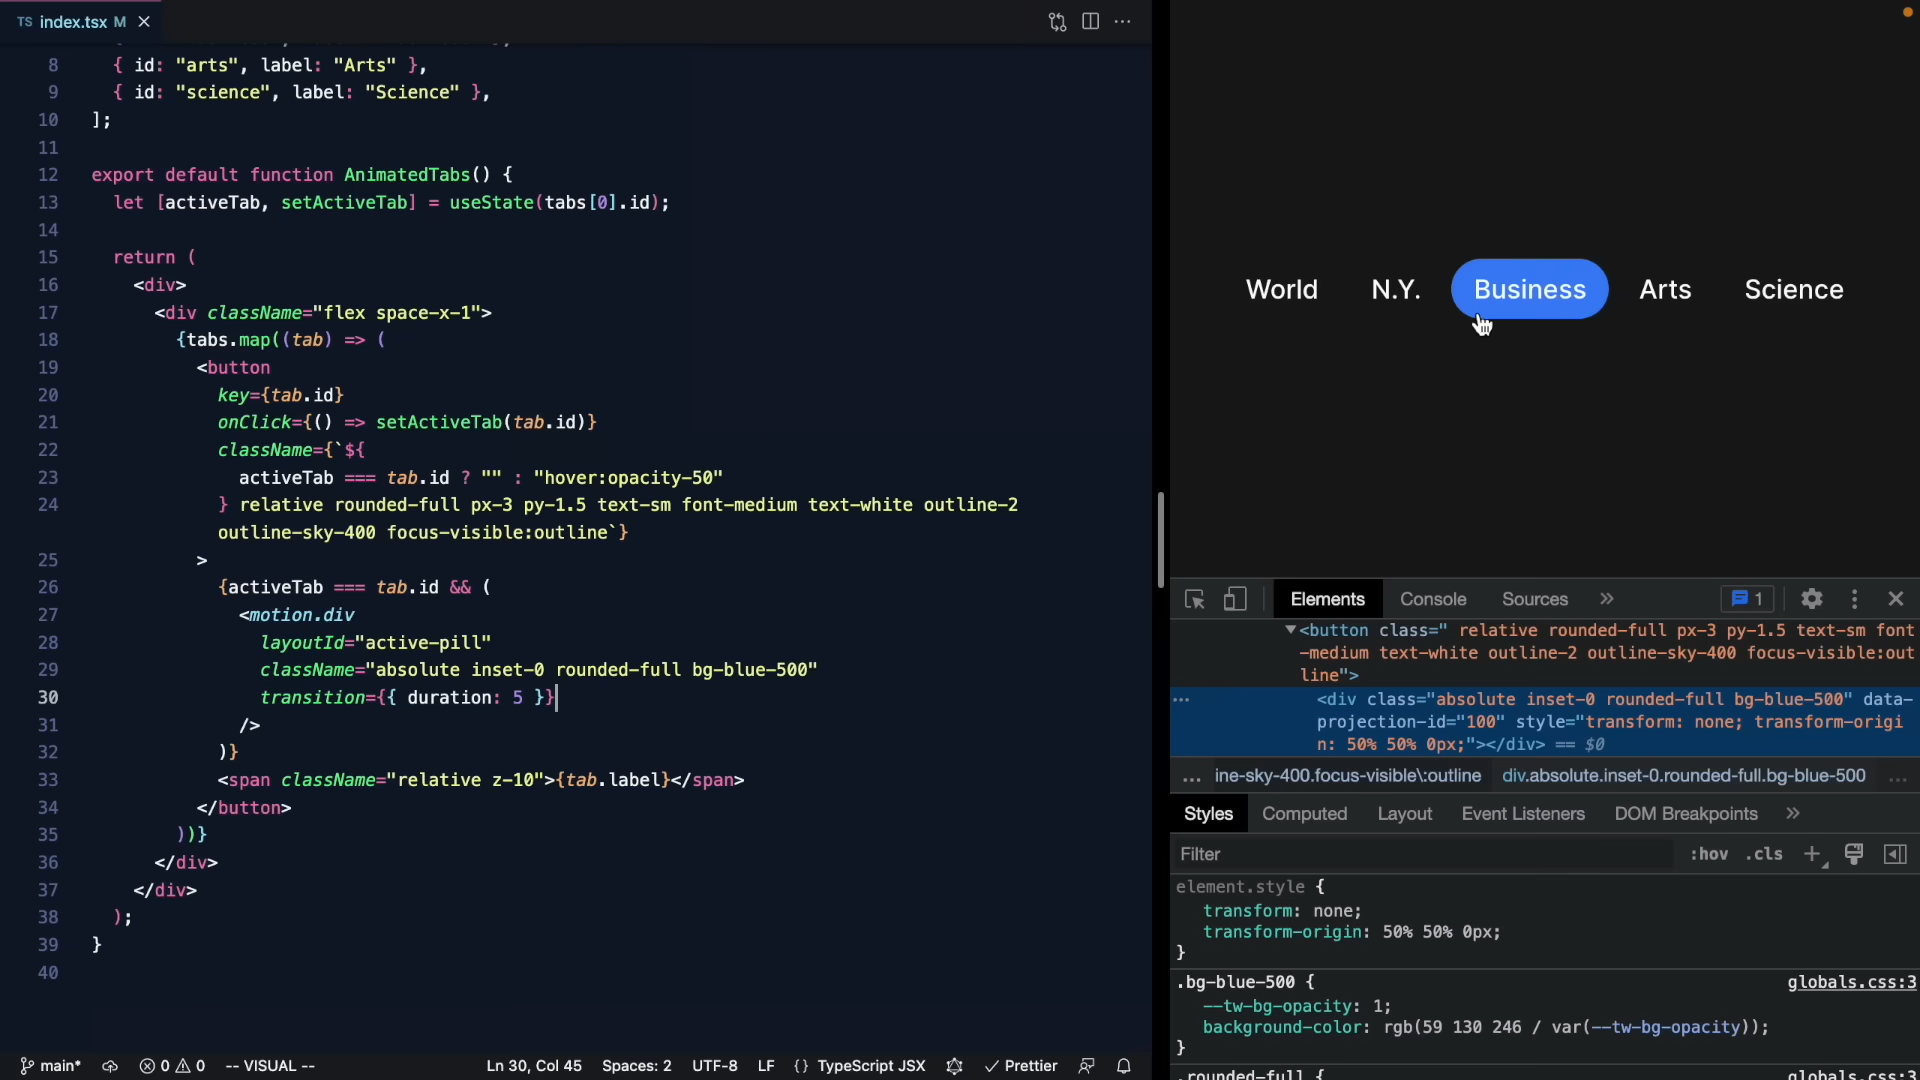 TS index.tsx M
8 { id: "arts", label: "Arts" },
9 { id: "science", label: "Science" },
10 ];
11
12 export default function AnimatedTabs() {
13 let [activeTab, setActiveTab] = useState(tabs[0].id);
14
15 return (
16 <div>
17 <div className="flex space-x-1">
18 {tabs.map((tab) => (
19 <button
20 key={tab.id}
21 onClick={() => setActiveTab(tab.id)}
22 className={`${
23 activeTab === tab.id ? "" : "hover:opacity-50"
24 } relative rounded-full px-3 py-1.5 text-sm font-medium text-white outline-2
outline-sky-400 focus-visible:outline`}
25 >
26 {activeTab === tab.id && (
27 <motion.div
28 layoutId="active-pill"
29 className="absolute inset-0 rounded-full bg-blue-500"
30 transition={{ duration: 5 }}
31 />
32 )}
33 <span className="relative z-10">{tab.label}</span>
34 </button>
35 ))}
36 </div>
37 </div>
38 );
39 }
40
main* 0 0 -- VISUAL -- Ln 30, Col 45 Spaces: 2 UTF-8 LF {} TypeScript JSX Prettier
World N.Y. Business Arts Science
Elements Console Sources » 1
<button class=" relative rounded-full px-3 py-1.5 text-sm font
-medium text-white outline-2 outline-sky-400 focus-visible:out
line">
<div class="absolute inset-0 rounded-full bg-blue-500" data-
projection-id="100" style="transform: none; transform-origi
n: 50% 50% 0px;"></div> == $0
... ine-sky-400.focus-visible\:outline div.absolute.inset-0.rounded-full.bg-blue-500 ...
Styles Computed Layout Event Listeners DOM Breakpoints »
Filter :hov .cls +
element.style {
transform: none;
transform-origin: 50% 50% 0px;
}
.bg-blue-500 { globals.css:3
--tw-bg-opacity: 1;
background-color: rgb(59 130 246 / var(--tw-bg-opacity));
}
.rounded-full { globals.css:3